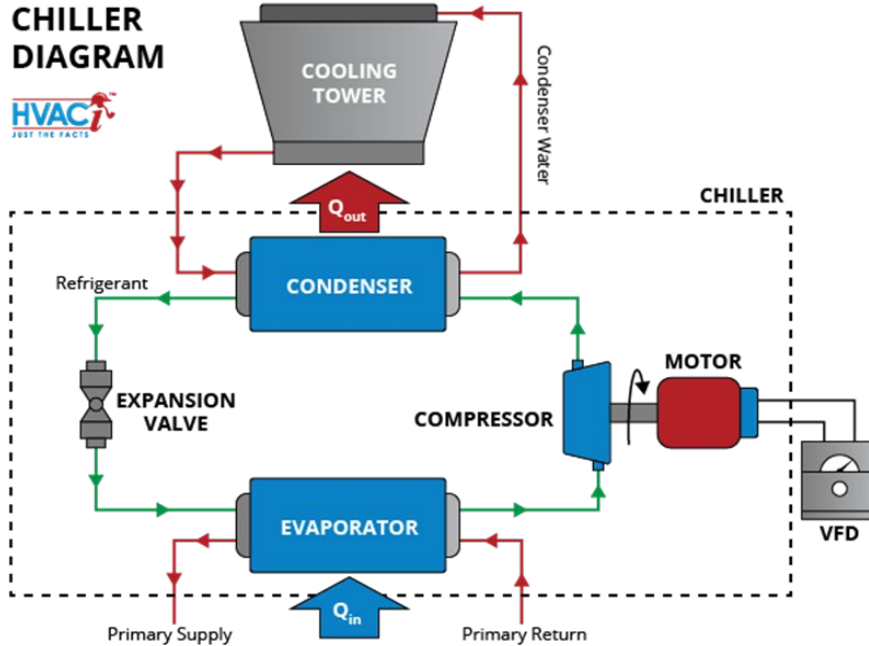 CHILLER
DIAGRAM
HVACi™
JUST THE FACTS
COOLING
TOWER
Condenser Water
Qout
CHILLER
CONDENSER
Refrigerant
MOTOR
EXPANSION
VALVE
COMPRESSOR
EVAPORATOR
VFD
Qin
Primary Supply
Primary Return